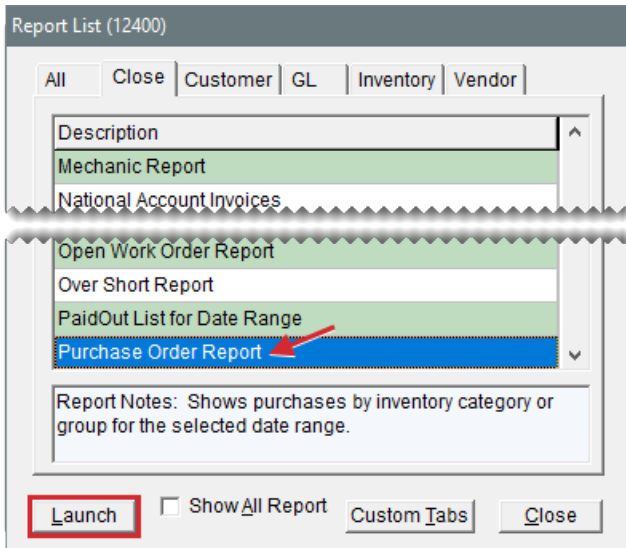 Report List (12400)
All Close Customer GL Inventory Vendor
Description
Mechanic Report
National Account Invoices
Open Work Order Report
Over Short Report
PaidOut List for Date Range
Purchase Order Report
Report Notes: Shows purchases by inventory category or
group for the selected date range.
Launch Show All Report Custom Tabs Close